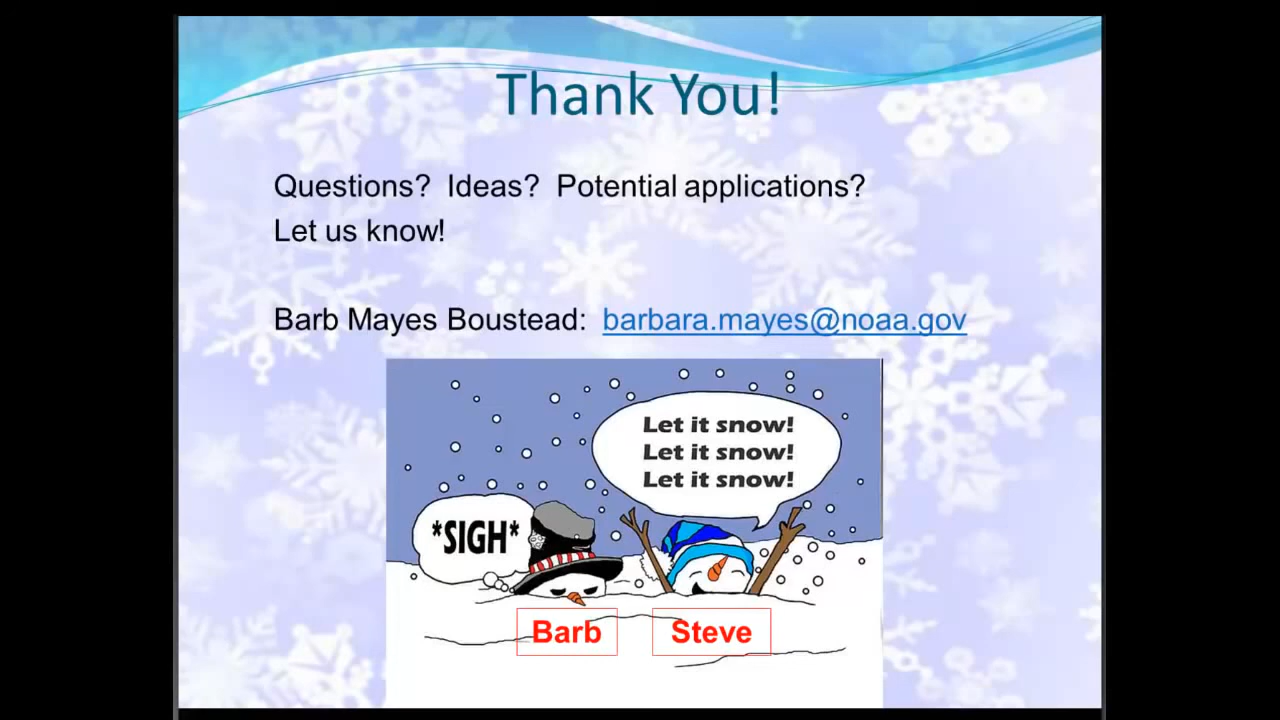 Thank You!
Questions? Ideas? Potential applications?
Let us know!
Barb Mayes Boustead: barbara.mayes@noaa.gov
Let it snow!
Let it snow!
Let it snow!
*SIGH*
Barb Steve